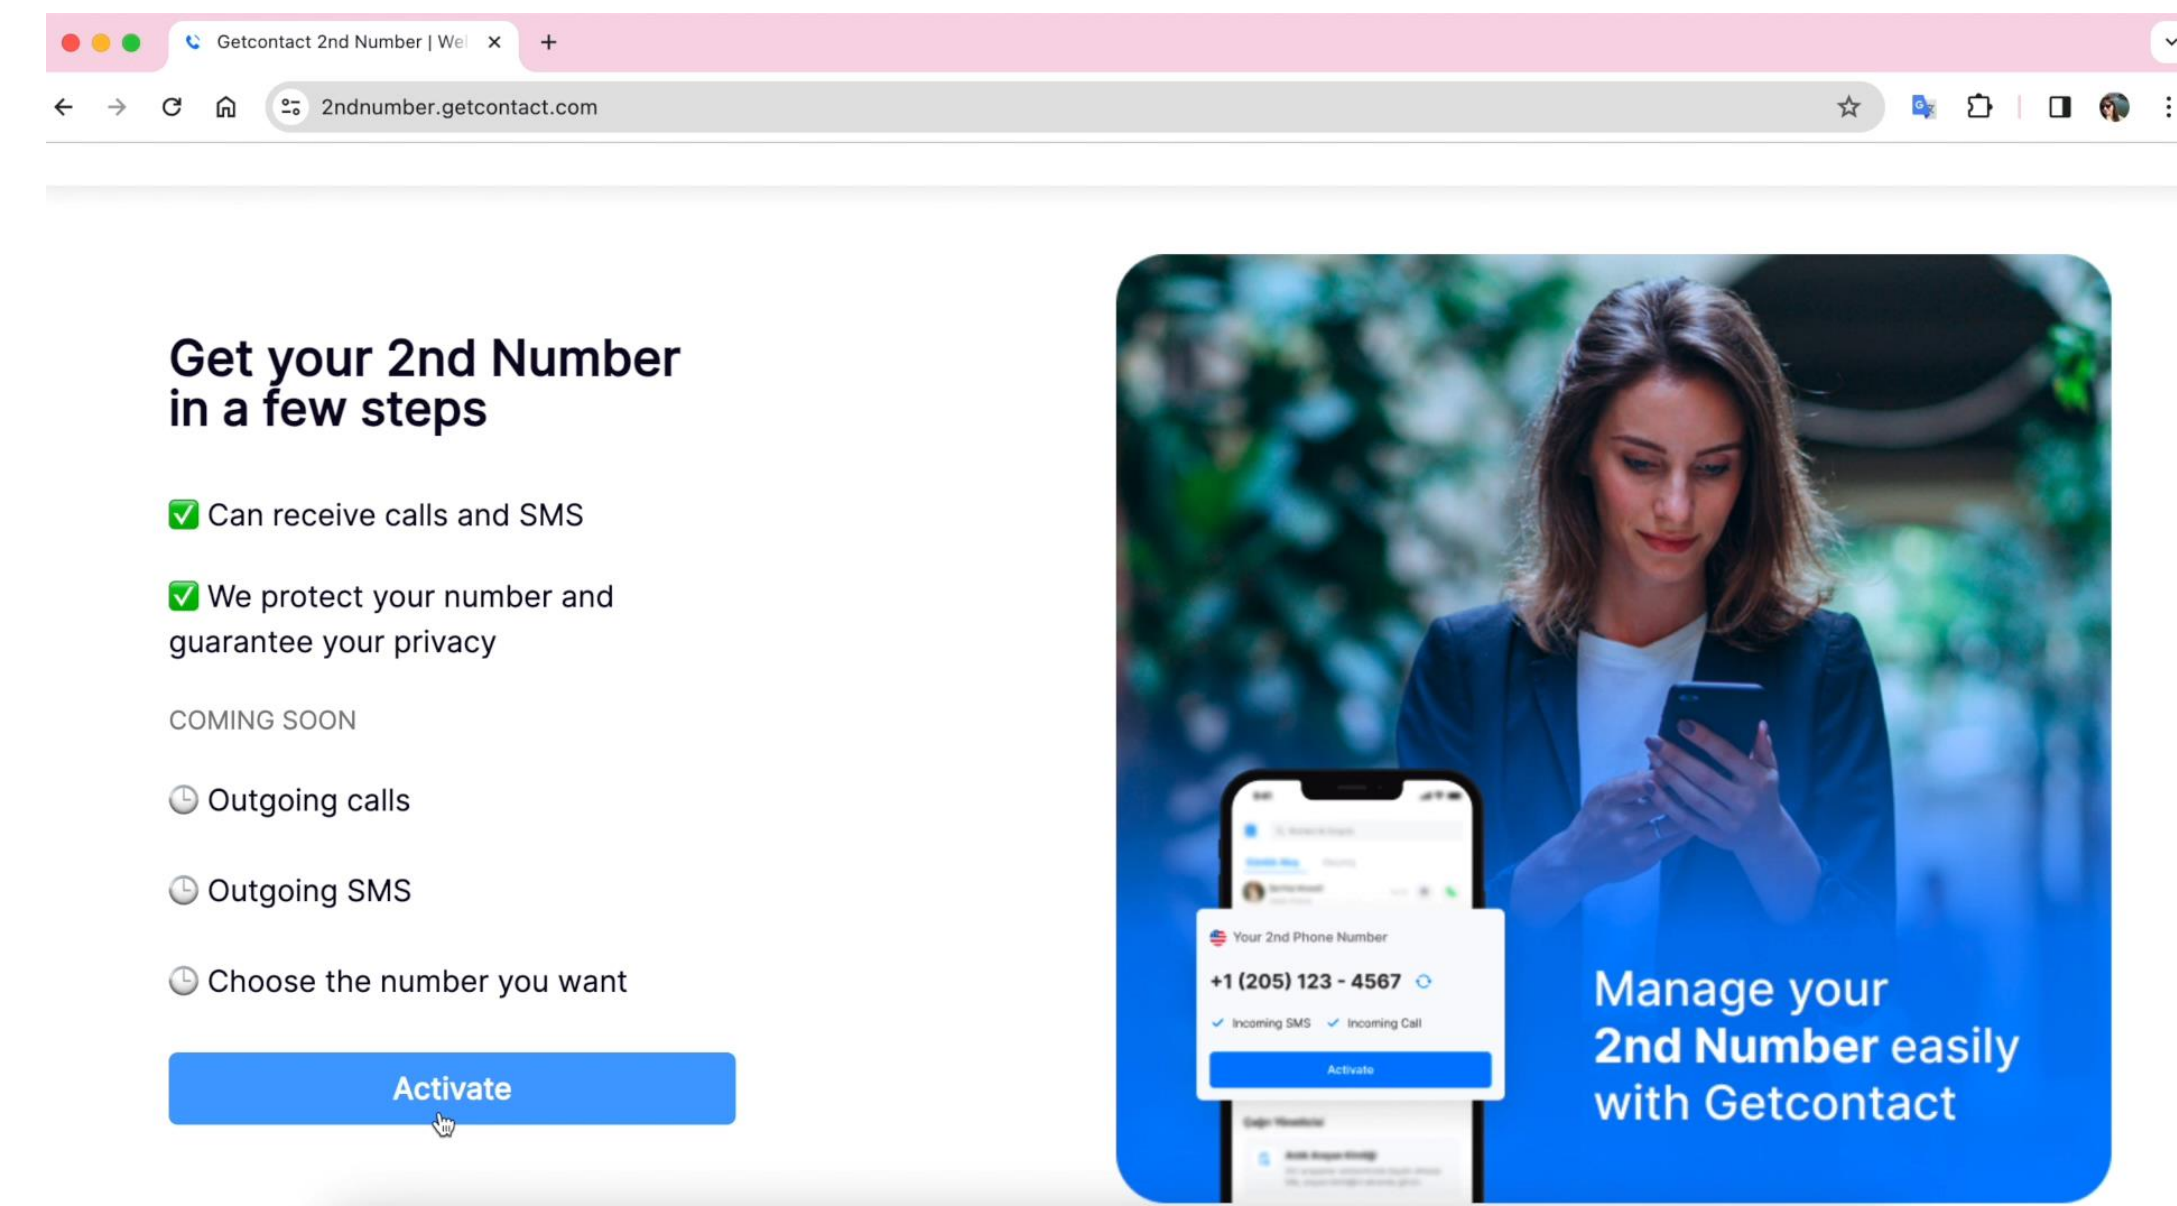 Getcontact 2nd Number | Wel
2ndnumber.getcontact.com
Get your 2nd Number
in a few steps
✅ Can receive calls and SMS
✅ We protect your number and
guarantee your privacy
COMING SOON
🕒 Outgoing calls
🕒 Outgoing SMS
🕒 Choose the number you want
Activate
Your 2nd Phone Number
+1 (205) 123 - 4567
Incoming SMS Incoming Call
Activate
Manage your
2nd Number easily
with Getcontact